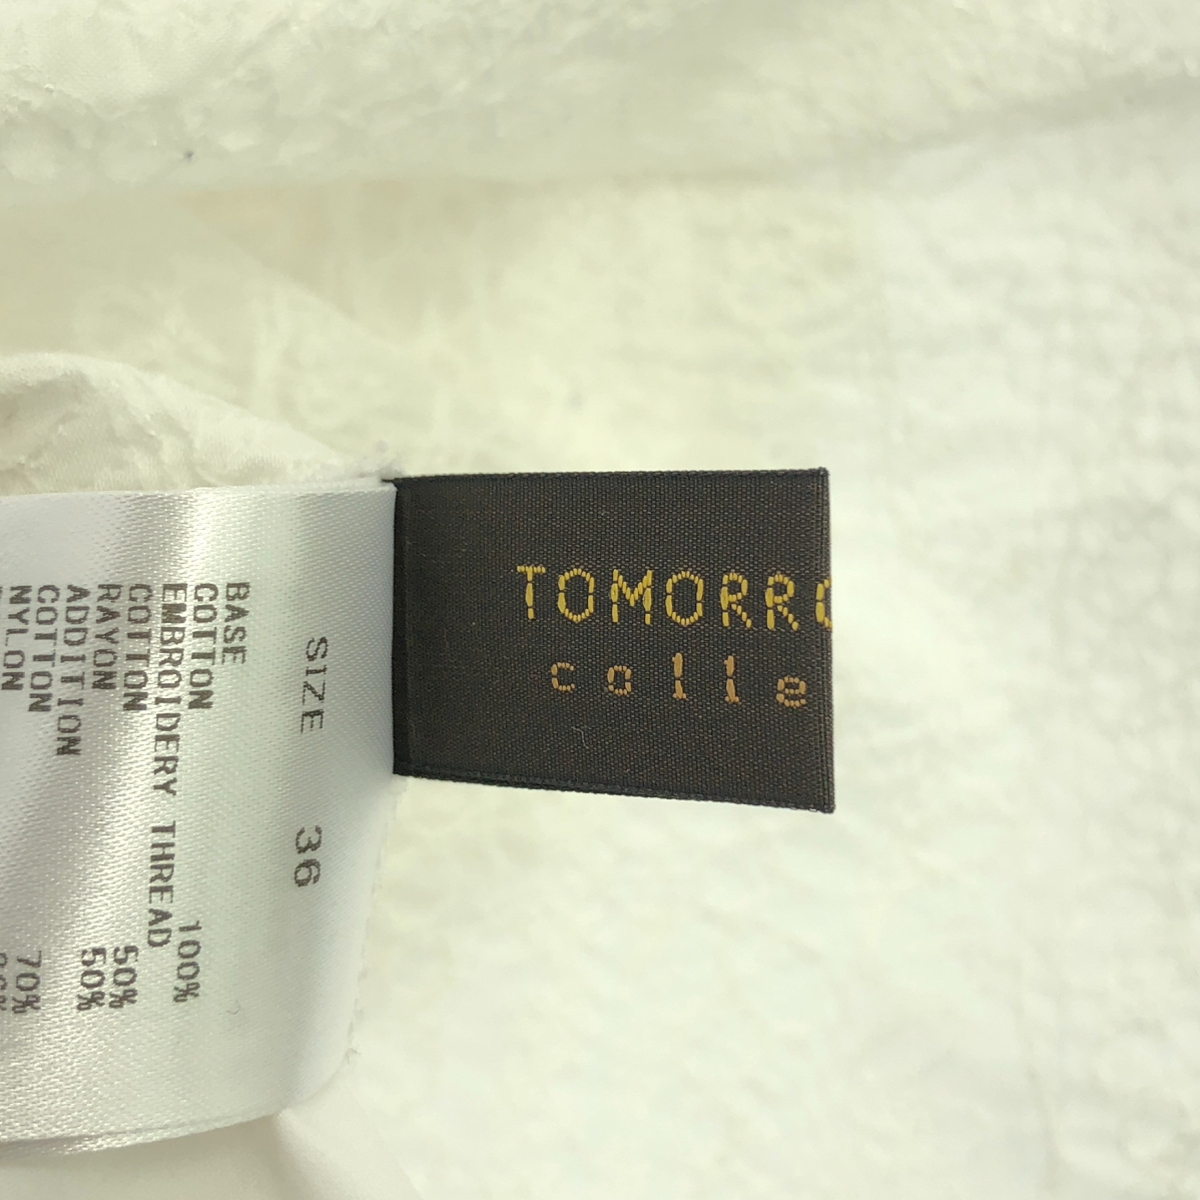 TOMORRO
colle
SIZE 36
BASE
COTTON 100%
EMBROIDERY THREAD
COTTON 50%
RAYON 50%
ADDITION
COTTON 70%
NYLON